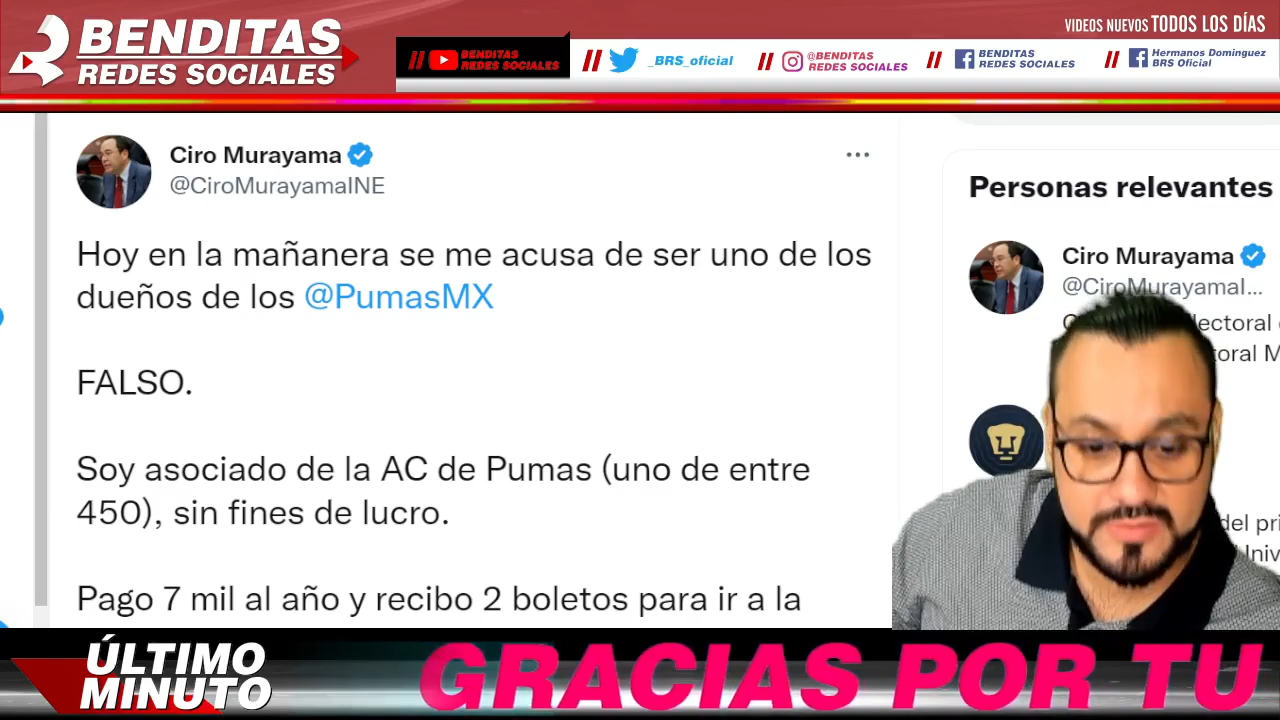 BENDITAS
REDES SOCIALES
VIDEOS NUEVOS TODOS LOS DÍAS
BENDITAS
REDES SOCIALES
_BRS_oficial
@BENDITAS
REDES SOCIALES
BENDITAS
REDES SOCIALES
Hermanos Dominguez
BRS Oficial
Ciro Murayama
@CiroMurayamaINE
Hoy en la mañanera se me acusa de ser uno de los
dueños de los @PumasMX
FALSO.
Soy asociado de la AC de Pumas (uno de entre
450), sin fines de lucro.
Pago 7 mil al año y recibo 2 boletos para ir a la
Personas relevantes
Ciro Murayama
@CiroMurayamaI...
del
ÚLTIMO
MINUTO
GRACIAS POR TU